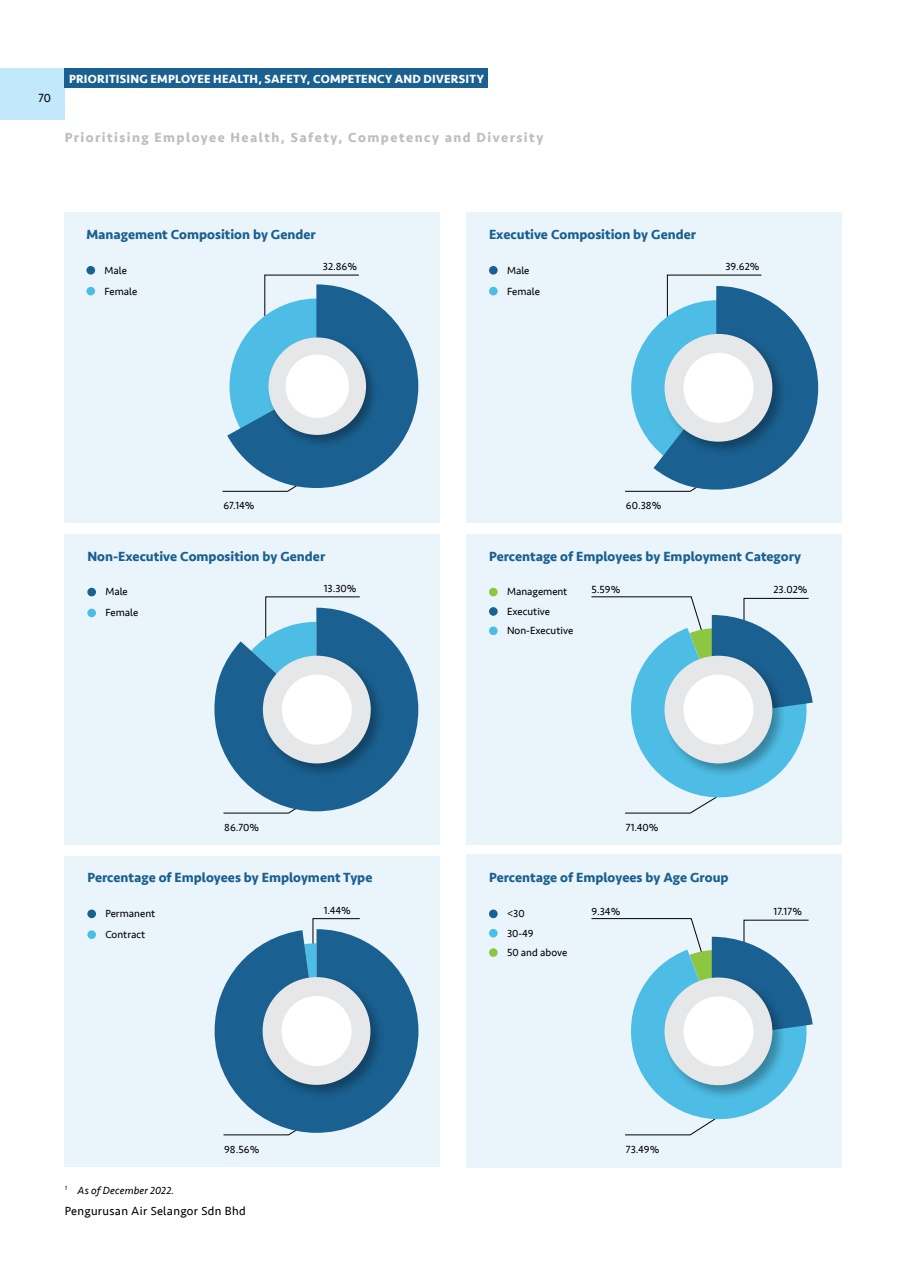 PRIORITISING EMPLOYEE HEALTH, SAFETY, COMPETENCY AND DIVERSITY
70
Prioritising Employee Health, Safety, Competency and Diversity
Management Composition by Gender
Male
Female
32.86%
67.14%
Executive Composition by Gender
Male
Female
39.62%
60.38%
Non-Executive Composition by Gender
Male
Female
13.30%
86.70%
Percentage of Employees by Employment Category
Management
Executive
Non-Executive
5.59%
23.02%
71.40%
Percentage of Employees by Employment Type
Permanent
Contract
1.44%
98.56%
Percentage of Employees by Age Group
<30
30-49
50 and above
9.34%
17.17%
73.49%
¹ As of December 2022.
Pengurusan Air Selangor Sdn Bhd